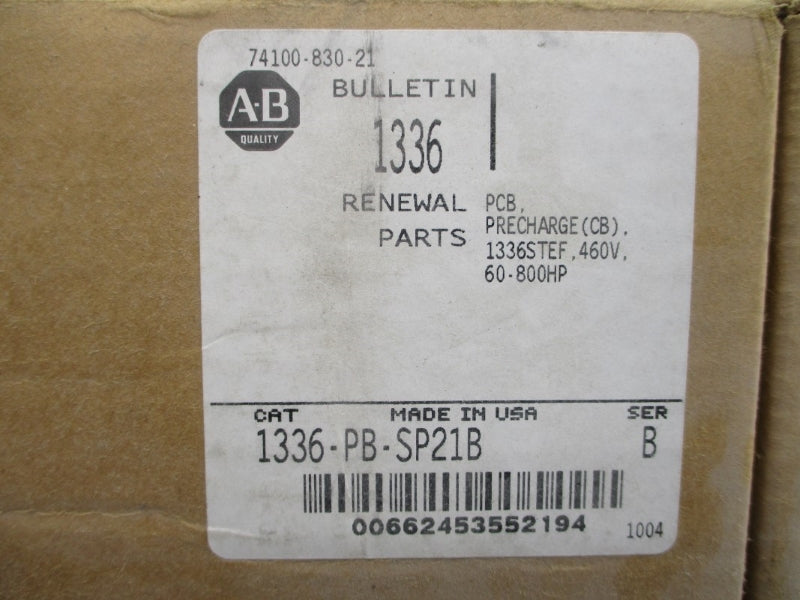 74100-830-21
A-B
QUALITY
BULLETIN
1336
RENEWAL
PARTS
PCB,
PRECHARGE(CB),
1336STEF,460V,
60-800HP
CAT MADE IN USA SER
1336-PB-SP21B B
00662453552194 1004